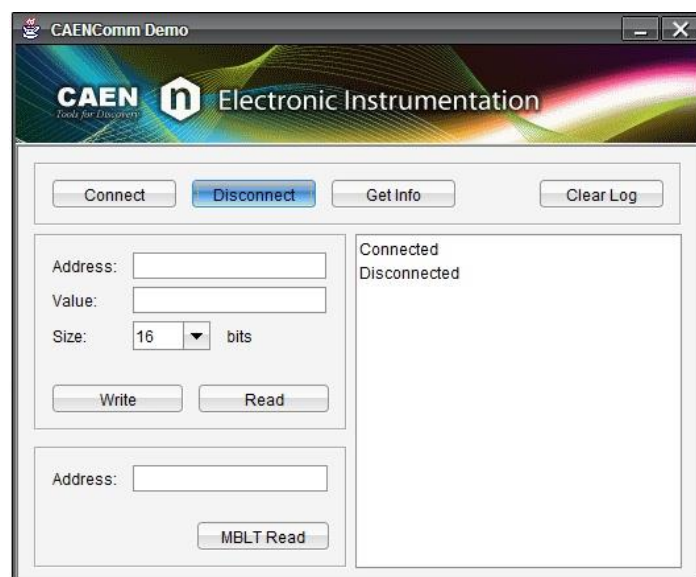 CAENComm Demo
CAEN n Electronic Instrumentation
Tools for Discovery
Connect Disconnect Get Info Clear Log
Address:
Value:
Size: 16 bits
Write Read
Connected
Disconnected
Address:
MBLT Read